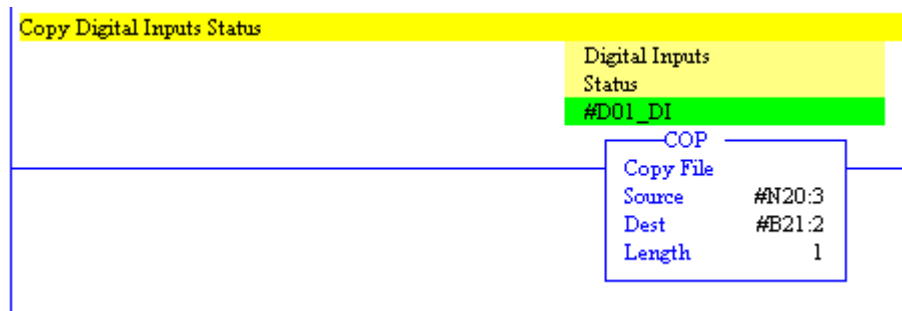 Copy Digital Inputs Status
Digital Inputs
Status
#D01_DI
COP
Copy File
Source #N20:3
Dest #B21:2
Length 1